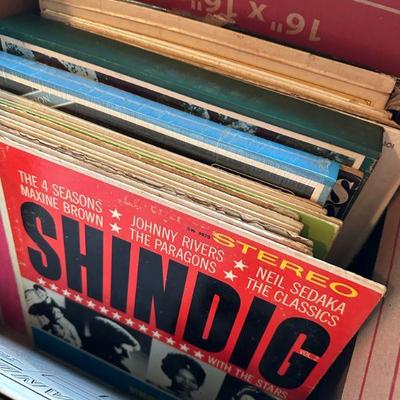 16" x 16"
THE 4 SEASONS ★ JOHNNY RIVERS ★ NEIL SEDAKA
MAXINE BROWN ★ THE PARAGONS ★ THE CLASSICS
STEREO
SHINDIG
WITH THE STARS